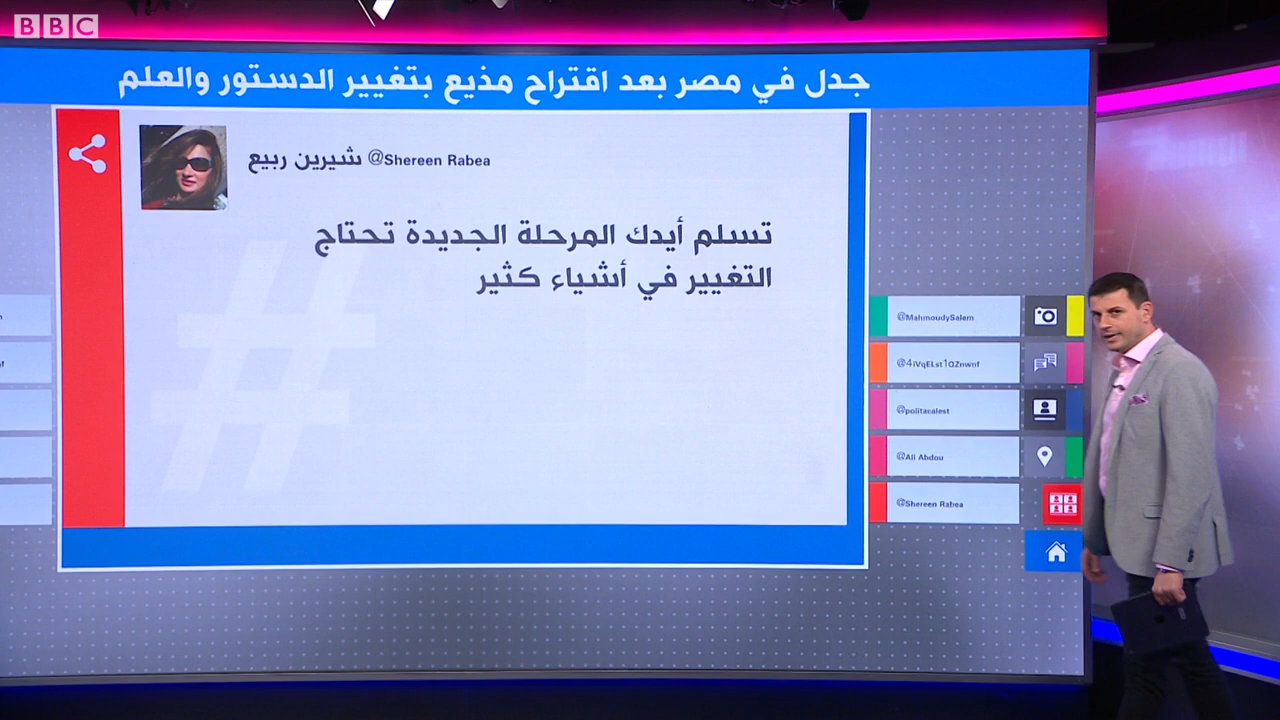 BBC
جدل في مصر بعد اقتراح مذيع بتغيير الدستور والعلم
شيرين ربيع @Shereen Rabea
تسلم أيدك المرحلة الجديدة تحتاج
التغيير في أشياء كثير
@MahmoudySalem
@4iVqELst1aZnwnf
@politacalest
@Ali Abdou
@Shereen Rabea